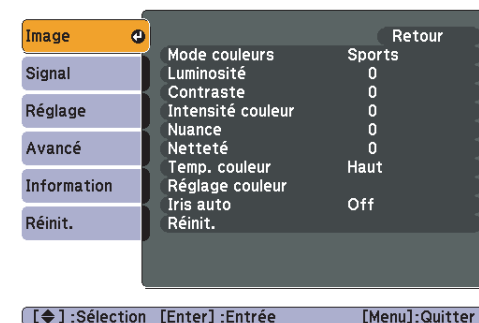 Image
Signal
Réglage
Avancé
Information
Réinit.
Retour
Mode couleurs Sports
Luminosité 0
Contraste 0
Intensité couleur 0
Nuance 0
Netteté 0
Temp. couleur Haut
Réglage couleur
Iris auto Off
Réinit.
[◆] :Sélection [Enter] :Entrée [Menu]:Quitter